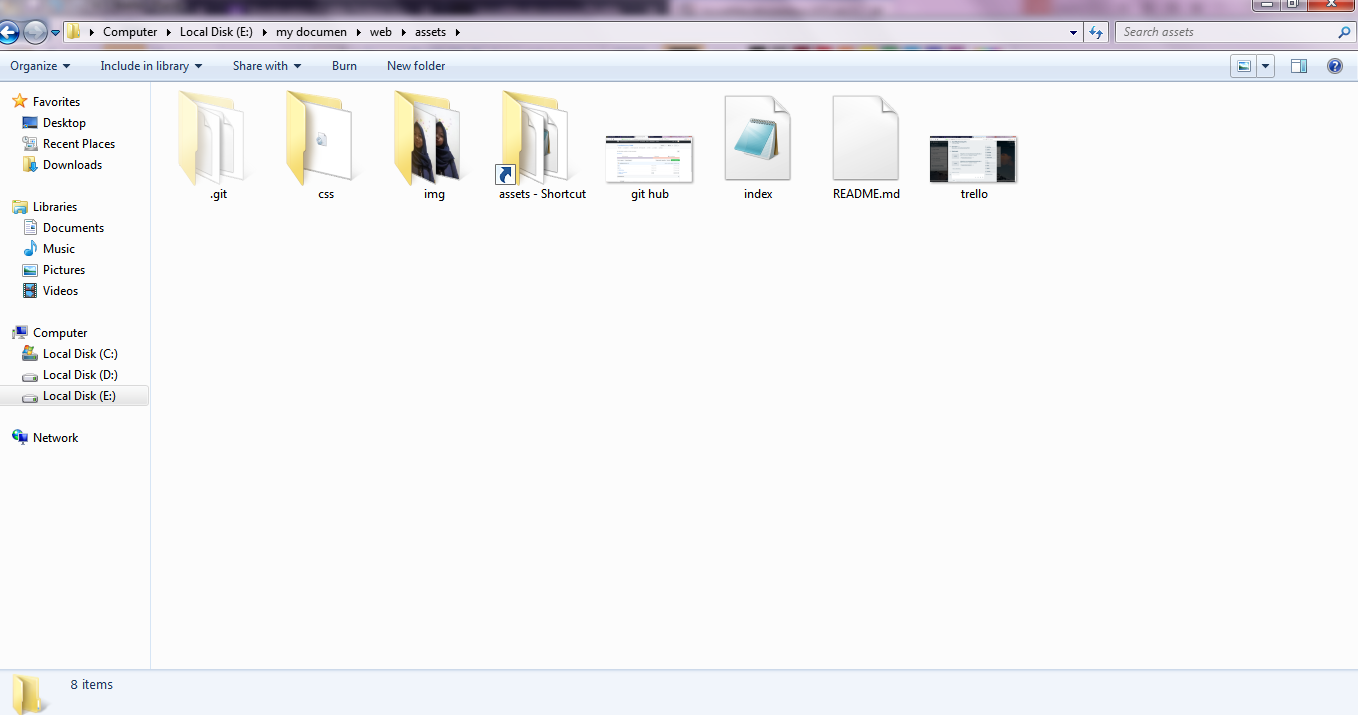 Computer Local Disk (E:) my documen web assets Search assets
Organize Include in library Share with Burn New folder
Favorites
Desktop
Recent Places
Downloads
Libraries
Documents
Music
Pictures
Videos
Computer
Local Disk (C:)
Local Disk (D:)
Local Disk (E:)
Network
.git css img assets - Shortcut git hub index README.md trello
8 items